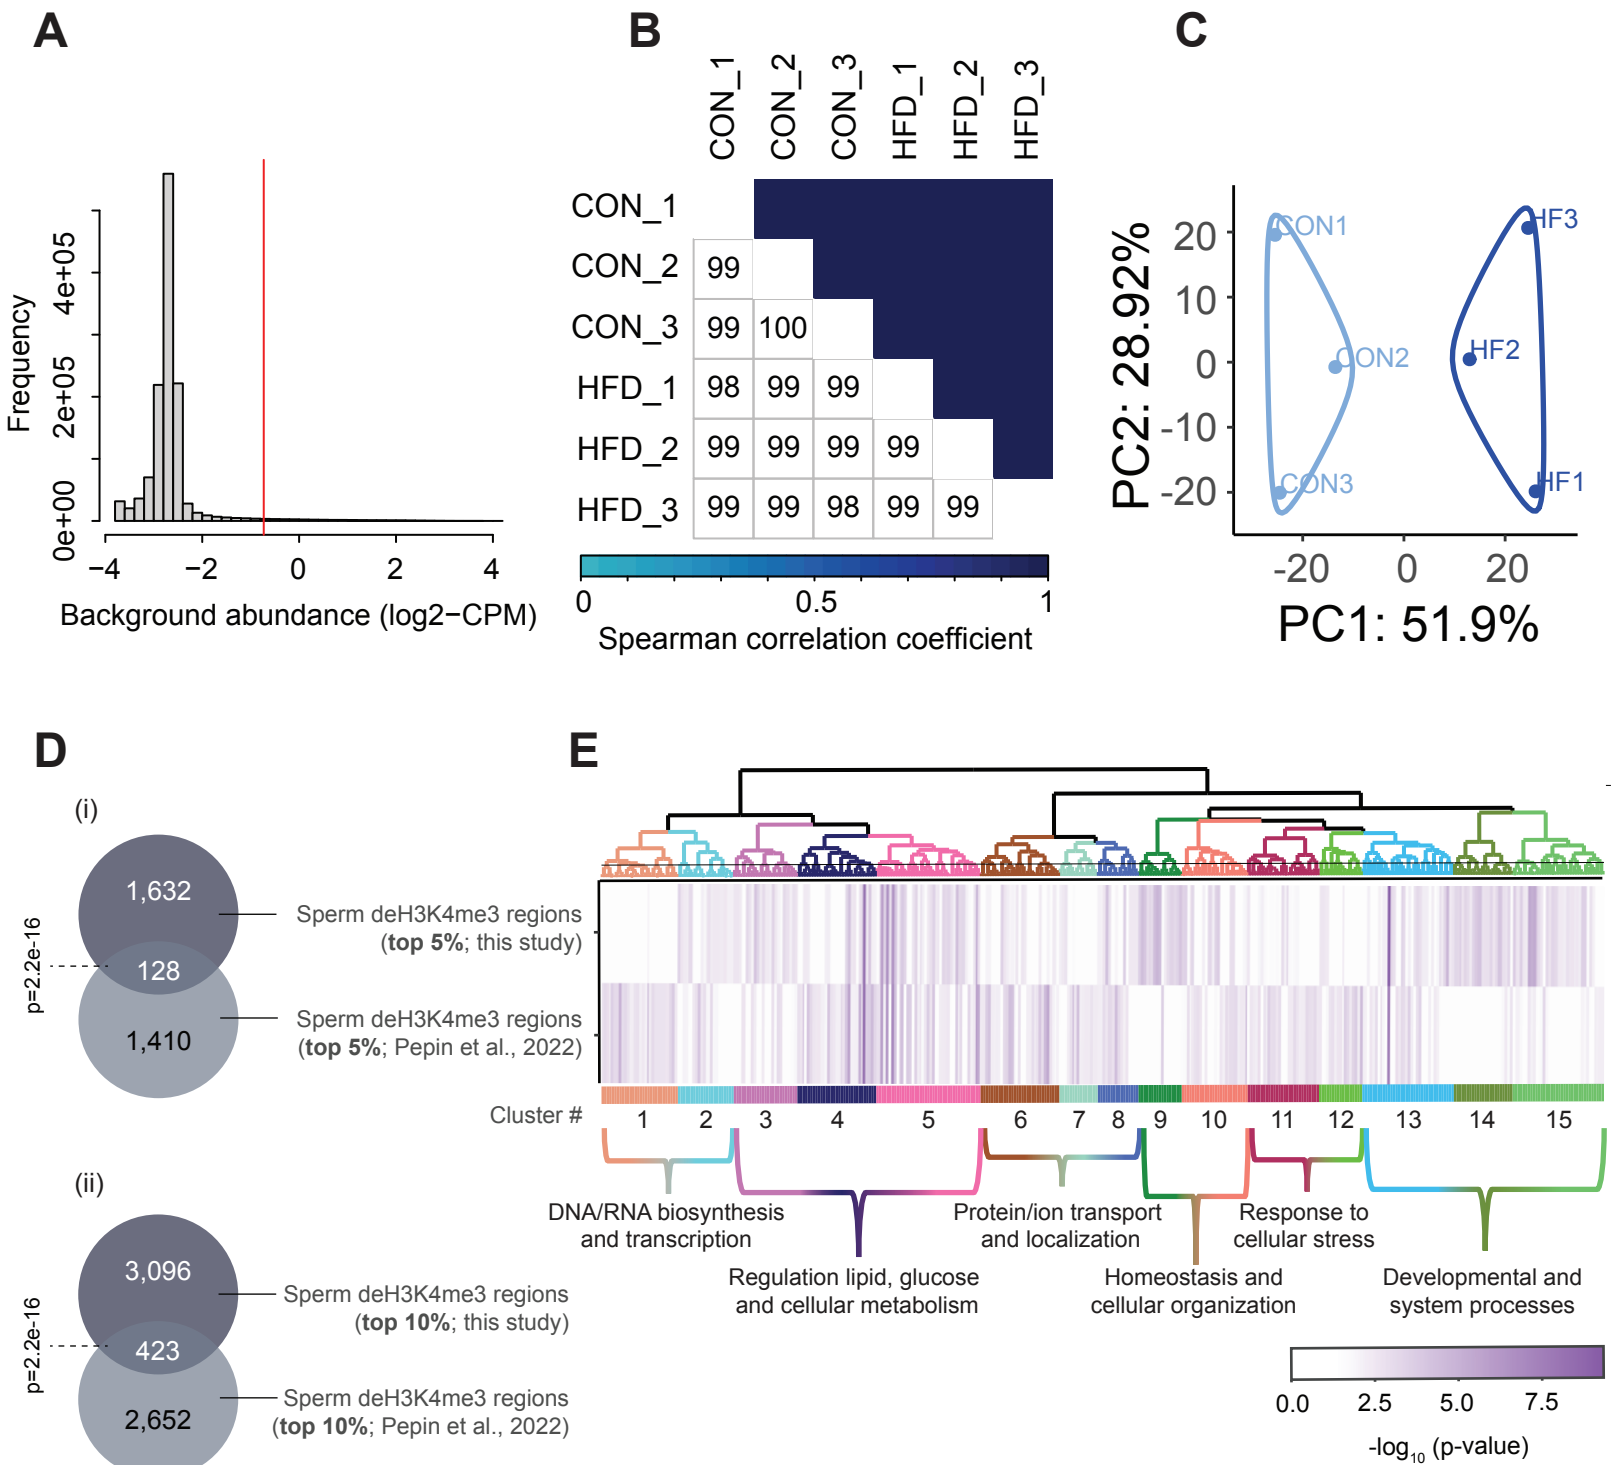 A
Frequency
0e+00
2e+05
4e+05
−4
−2
0
2
4
Background abundance (log2−CPM)
B
CON_1
CON_2
CON_3
HFD_1
HFD_2
HFD_3
CON_1
CON_2
99
CON_3
99 100
HFD_1
98 99 99
HFD_2
99 99 99 99
HFD_3
99 99 98 99 99
0
0.5
1
Spearman correlation coefficient
C
PC2: 28.92%
20
10
0
-10
-20
CON1
CON2
CON3
HF3
HF2
HF1
-20
0
20
PC1: 51.9%
D
(i)
p=2.2e-16
1,632
128
1,410
Sperm deH3K4me3 regions
(top 5%; this study)
Sperm deH3K4me3 regions
(top 5%; Pepin et al., 2022)
(ii)
p=2.2e-16
3,096
423
2,652
Sperm deH3K4me3 regions
(top 10%; this study)
Sperm deH3K4me3 regions
(top 10%; Pepin et al., 2022)
E
Cluster #
1 2 3 4 5 6 7 8 9 10 11 12 13 14 15
DNA/RNA biosynthesis
and transcription
Regulation lipid, glucose
and cellular metabolism
Protein/ion transport
and localization
Homeostasis and
cellular organization
Response to
cellular stress
Developmental and
system processes
0.0
2.5
5.0
7.5
-log10 (p-value)